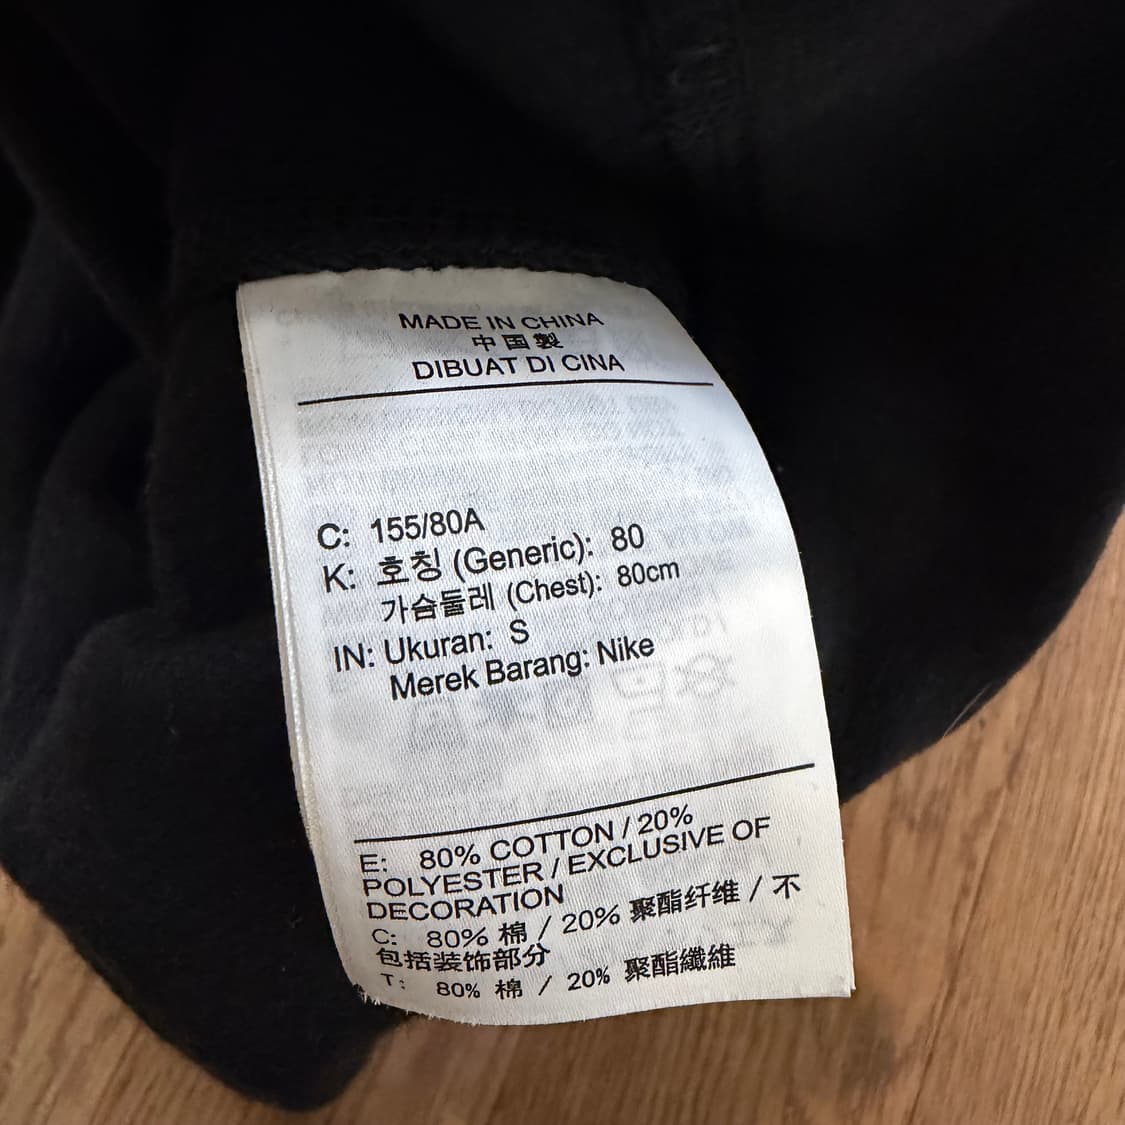 MADE IN CHINA
中国製
DIBUAT DI CINA
C: 155/80A
K: 호칭 (Generic): 80
가슴둘레 (Chest): 80cm
IN: Ukuran: S
Merek Barang: Nike
E: 80% COTTON / 20%
POLYESTER / EXCLUSIVE OF
DECORATION
C: 80% 棉 / 20% 聚酯纤维 / 不
包括装饰部分
T: 80% 棉 / 20% 聚酯纖維